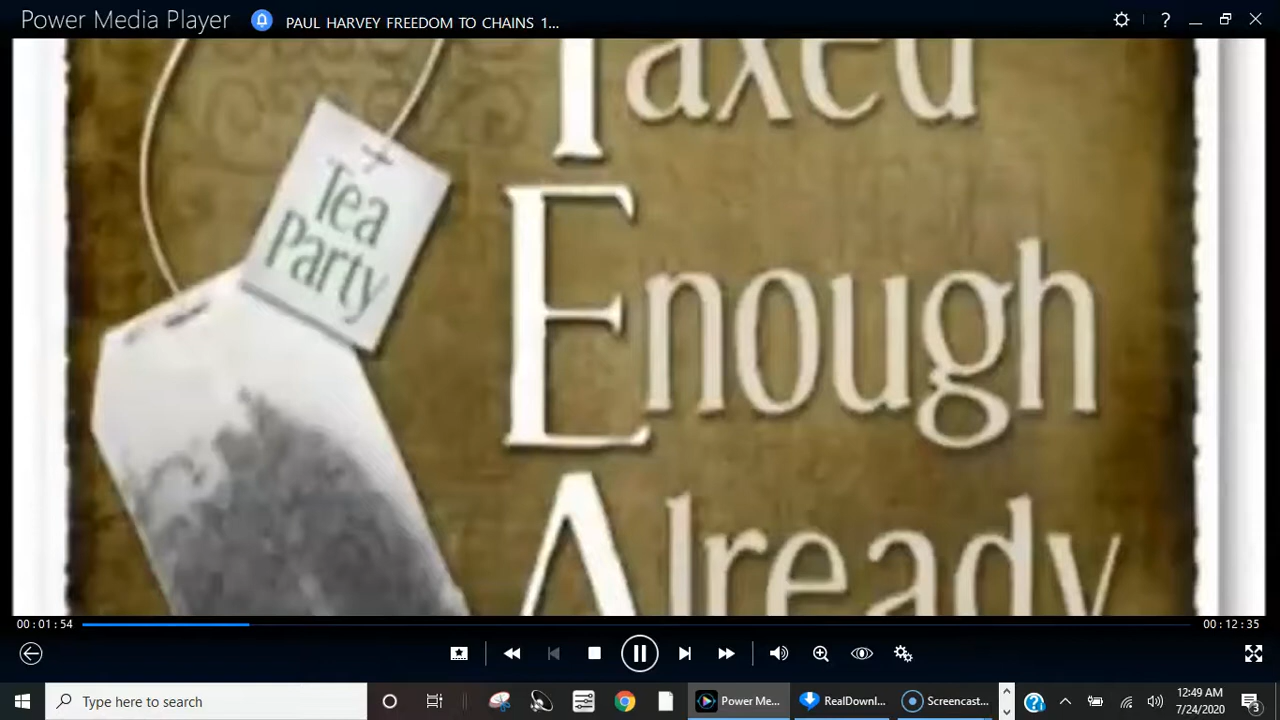 Power Media Player
PAUL HARVEY FREEDOM TO CHAINS 1...
?
Taxed
Tea
Party
Enough
Already
00:01:54
00:12:35
Type here to search
Power Me...
RealDownl...
Screencast...
12:49 AM
7/24/2020
3